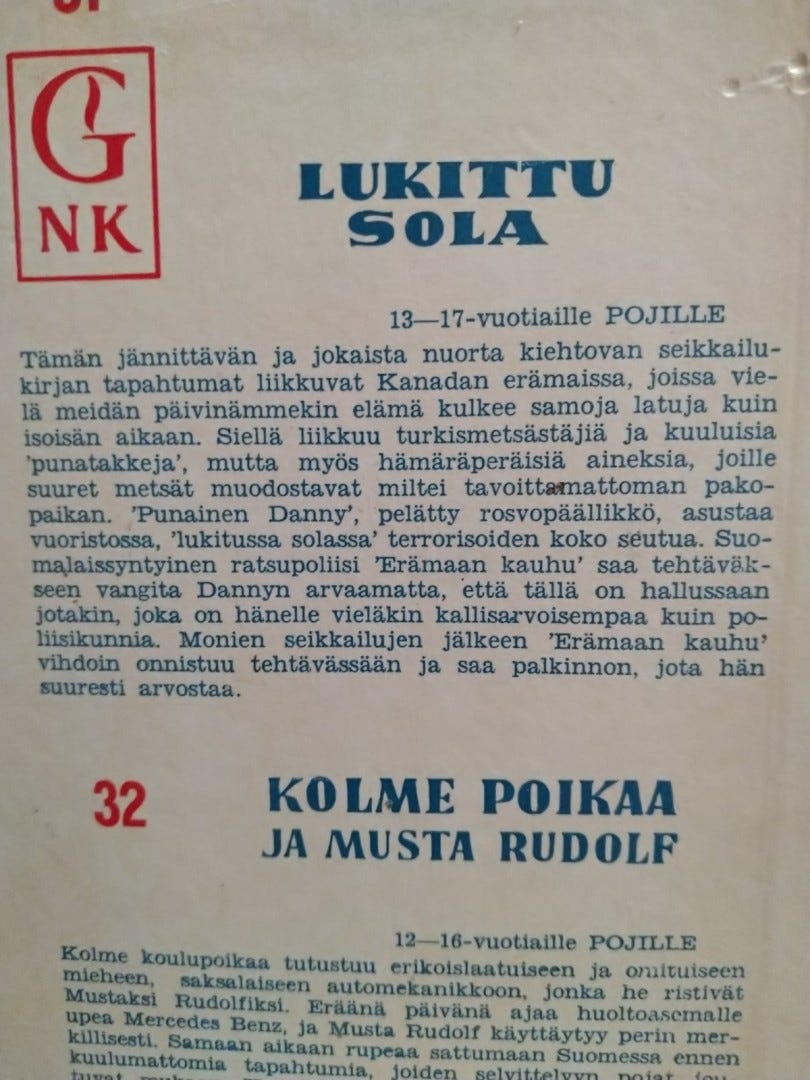 G
NK
LUKITTU
SOLA
13—17-vuotiaille POJILLE
Tämän jännittävän ja jokaista nuorta kiehtovan seikkailu-
kirjan tapahtumat liikkuvat Kanadan erämaissa, joissa vie-
lä meidän päivinämmekin elämä kulkee samoja latuja kuin
isoisän aikaan. Siellä liikkuu turkismetsästäjiä ja kuuluisia
'punatakkeja', mutta myös hämäräperäisiä aineksia, joille
suuret metsät muodostavat miltei tavoittamattoman pako-
paikan. 'Punainen Danny', pelätty rosvopäällikkö, asustaa
vuoristossa, 'lukitussa solassa' terrorisoiden koko seutua. Suo-
malaissyntyinen ratsupoliisi 'Erämaan kauhu' saa tehtäväk-
seen vangita Dannyn arvaamatta, että tällä on hallussaan
jotakin, joka on hänelle vieläkin kallisarvoisempaa kuin po-
liisikunnia. Monien seikkailujen jälkeen 'Erämaan kauhu'
vihdoin onnistuu tehtävässään ja saa palkinnon, jota hän
suuresti arvostaa.
32
KOLME POIKAA
JA MUSTA RUDOLF
12—16-vuotiaille POJILLE
Kolme koulupoikaa tutustuu erikoislaatuiseen ja omituiseen
mieheen, saksalaiseen automekanikkoon, jonka he ristivät
Mustaksi Rudolfiksi. Eräänä päivänä ajaa huoltoasemalle
upea Mercedes Benz, ja Musta Rudolf käyttäytyy perin mer-
killisesti. Samaan aikaan rupeaa sattumaan Suomessa ennen
kuulumattomia tapahtumia, joiden selvittelyyn pojat jou-